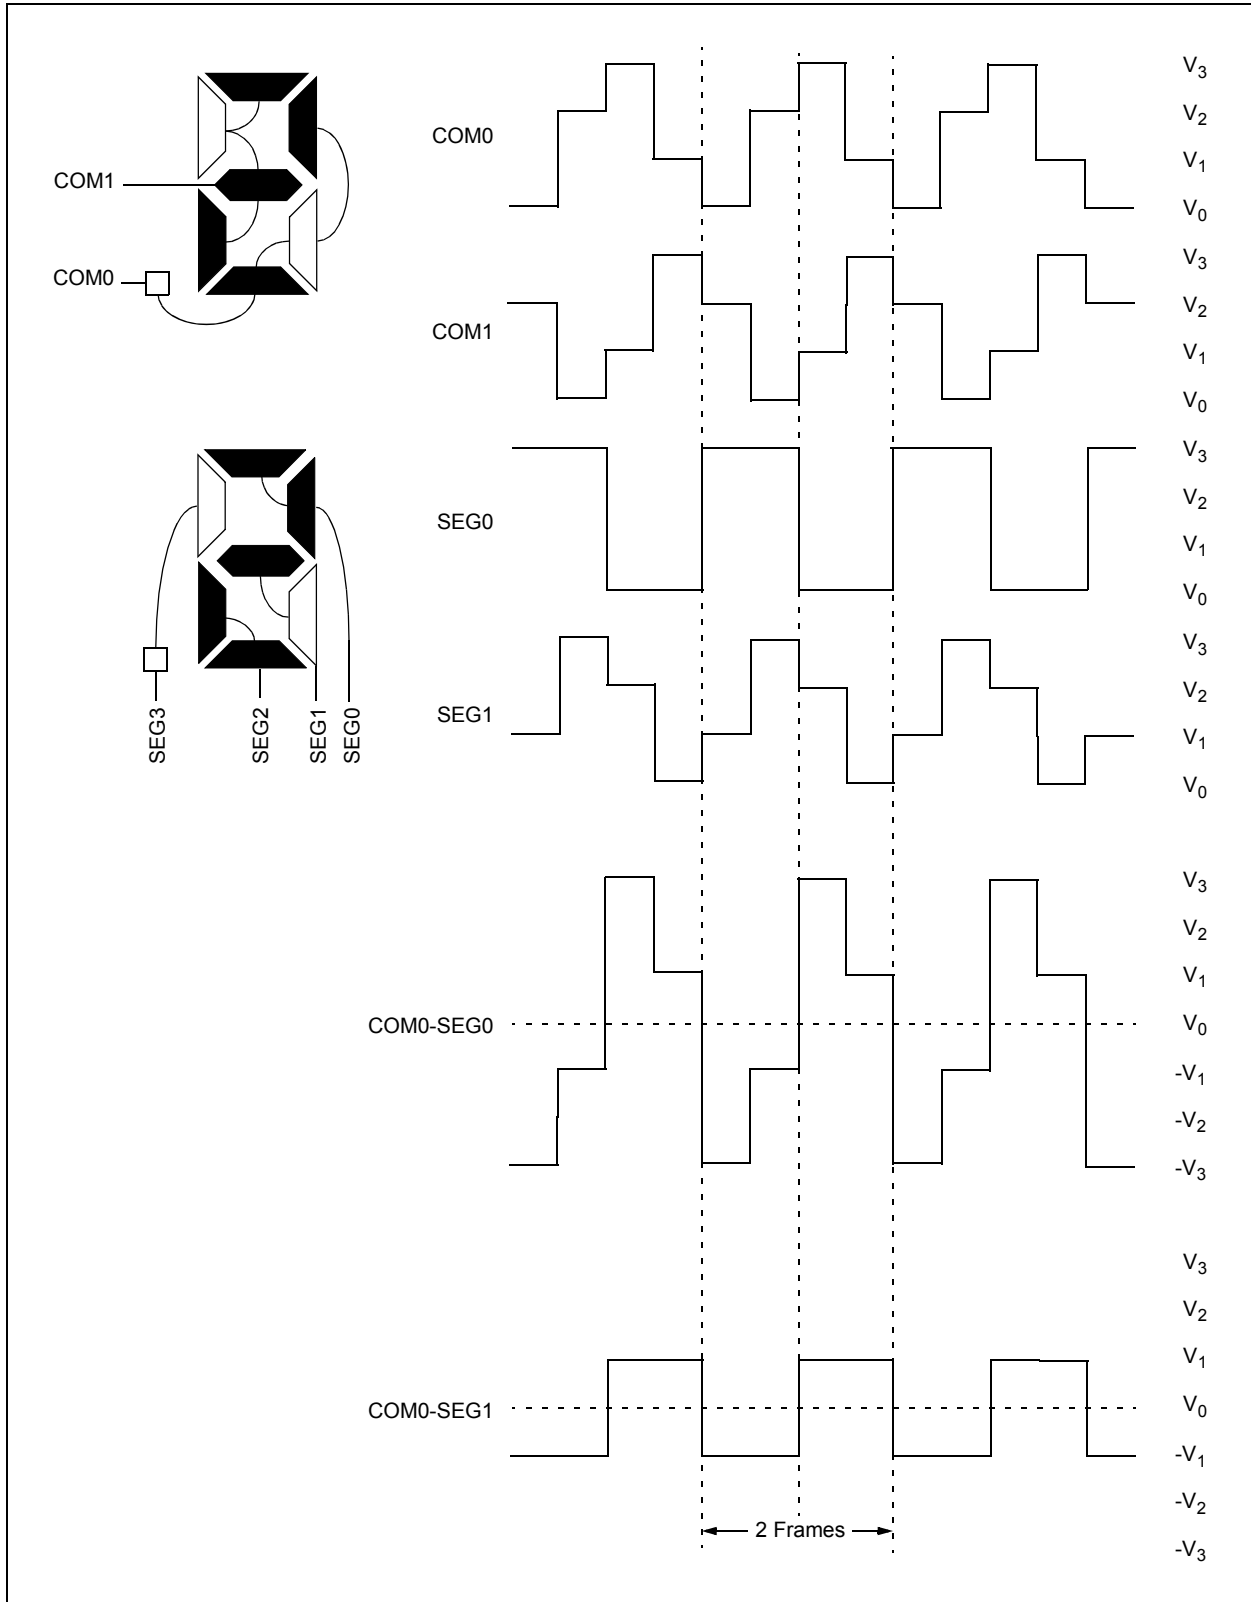 COM1
COM0
SEG3
SEG2
SEG1
SEG0
COM0
V3
V2
V1
V0
COM1
V3
V2
V1
V0
SEG0
V3
V2
V1
V0
SEG1
V3
V2
V1
V0
COM0-SEG0
V3
V2
V1
V0
-V1
-V2
-V3
COM0-SEG1
V3
V2
V1
V0
-V1
-V2
-V3
2 Frames